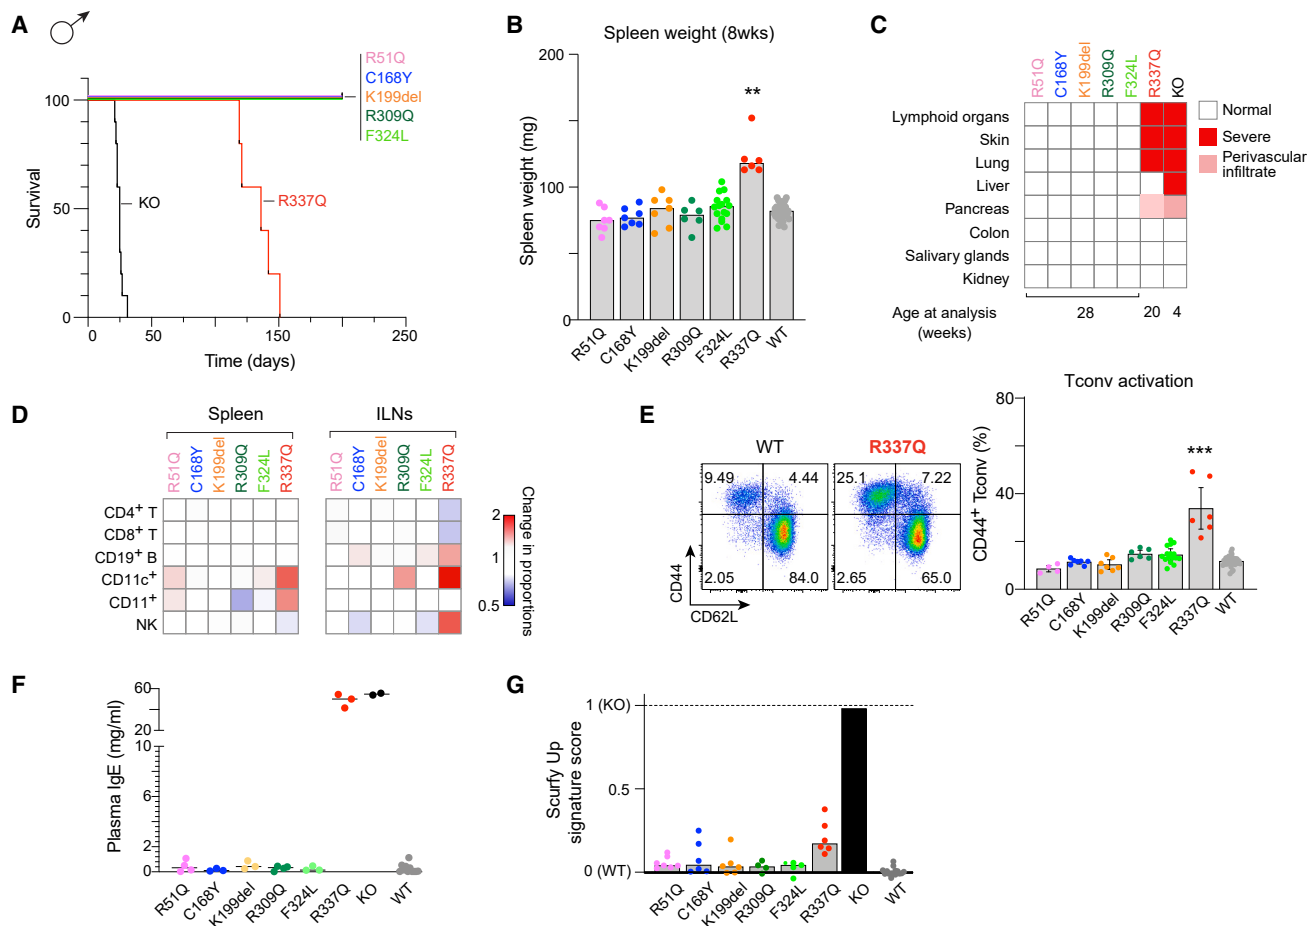 A
R51Q
C168Y
K199del
R309Q
F324L
100
50
0
Survival
KO
R337Q
0
50
100
150
200
250
Time (days)
B
Spleen weight (8wks)
200
100
0
Spleen weight (mg)
**
R51Q
C168Y
K199del
R309Q
F324L
R337Q
WT
C
R51Q
C168Y
K199del
R309Q
F324L
R337Q
KO
Lymphoid organs
Skin
Lung
Liver
Pancreas
Colon
Salivary glands
Kidney
Normal
Severe
Perivascular
infiltrate
Age at analysis
(weeks)
28
20
4
D
Spleen
ILNs
R51Q
C168Y
K199del
R309Q
F324L
R337Q
R51Q
C168Y
K199del
R309Q
F324L
R337Q
CD4+ T
CD8+ T
CD19+ B
CD11c+
CD11+
NK
2
1
0.5
Change in
proportions
E
WT
R337Q
9.49
4.44
2.05
84.0
25.1
7.22
2.65
65.0
CD44
CD62L
Tconv activation
80
40
0
CD44+ Tconv (%)
***
R51Q
C168Y
K199del
R309Q
F324L
R337Q
WT
F
60
20
10
6
2
0
Plasma IgE (mg/ml)
R51Q
C168Y
K199del
R309Q
F324L
R337Q
KO
WT
G
1 (KO)
0.5
0 (WT)
Scurfy Up
signature score
R51Q
C168Y
K199del
R309Q
F324L
R337Q
KO
WT